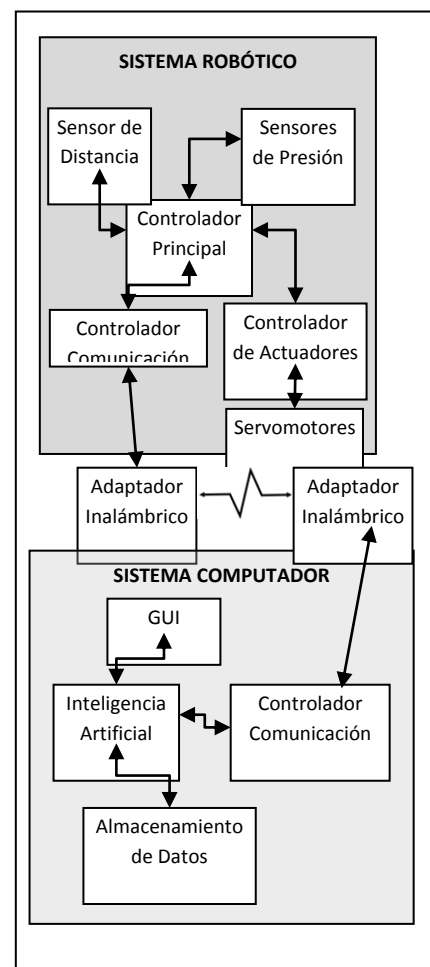 SISTEMA ROBÓTICO
Sensor de
Distancia
Sensores
de Presión
Controlador
Principal
Controlador
Comunicación
Controlador
de Actuadores
Servomotores
Adaptador
Inalámbrico
Adaptador
Inalámbrico
SISTEMA COMPUTADOR
GUI
Inteligencia
Artificial
Controlador
Comunicación
Almacenamiento
de Datos